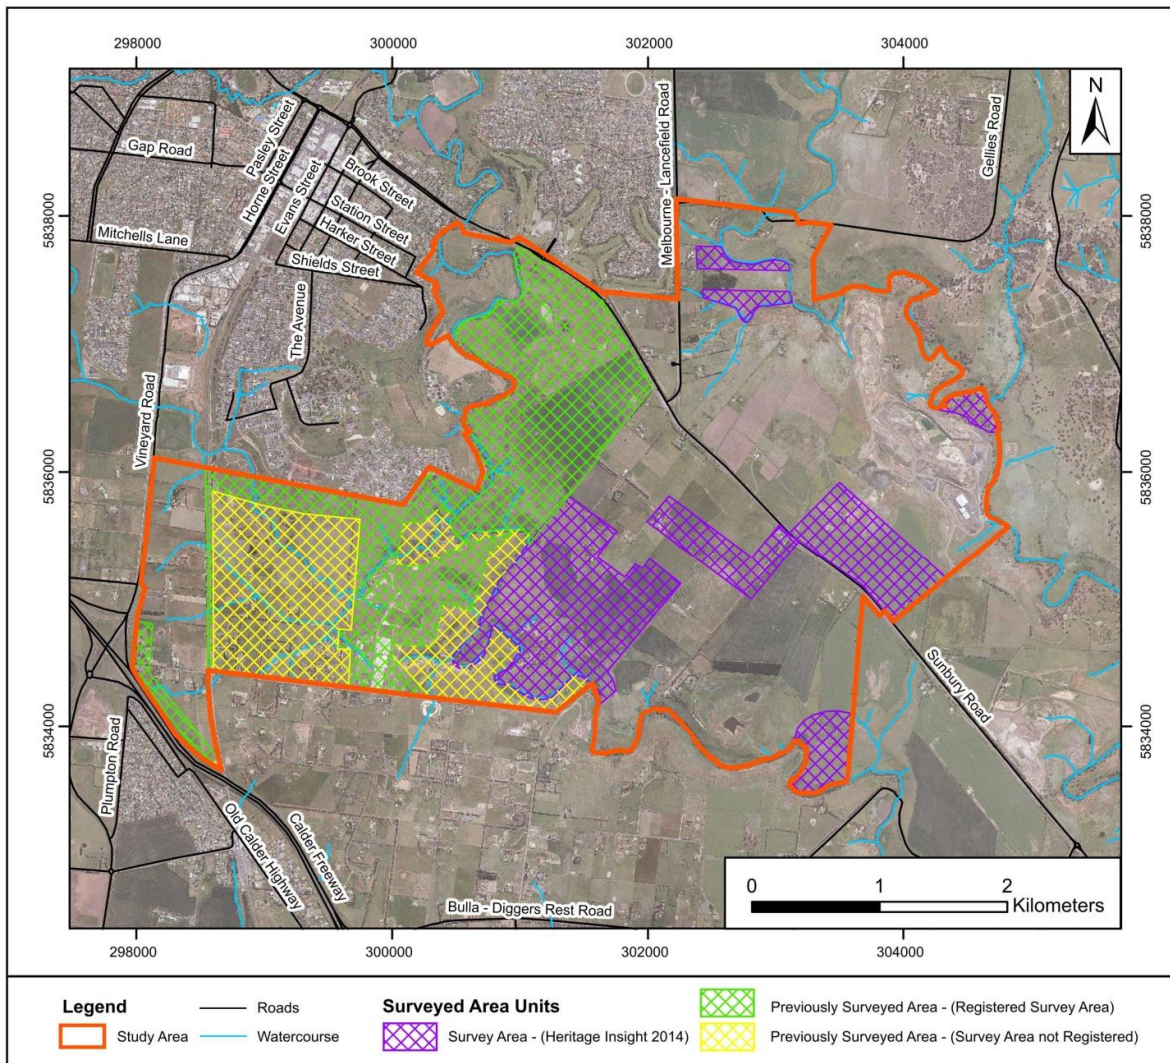 298000 300000 302000 304000
N
Gap Road
Pasley Street
Horne Street
Evans Street
Brook Street
Station Street
Harker Street
Shields Street
Mitchells Lane
The Avenue
Vineyard Road
Melbourne - Lancefield Road
Gellies Road
5838000 5838000
5836000 5836000
5834000 5834000
Sunbury Road
Plumpton Road
Old Calder Highway
Calder Freeway
Bulla - Diggers Rest Road
0 1 2
Kilometers
298000 300000 302000 304000
Legend
Study Area
Roads
Watercourse
Surveyed Area Units
Survey Area - (Heritage Insight 2014)
Previously Surveyed Area - (Registered Survey Area)
Previously Surveyed Area - (Survey Area not Registered)